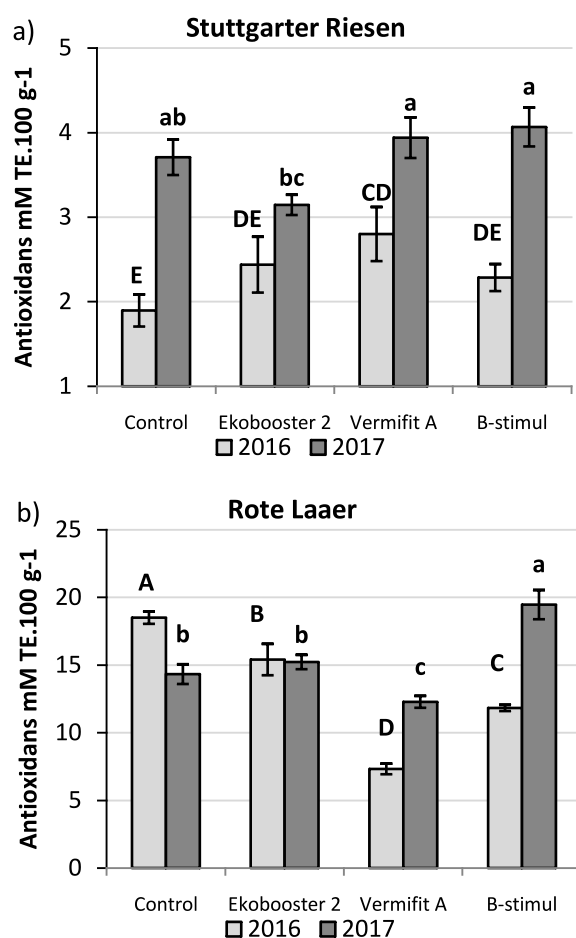 a)
Stuttgarter Riesen
Antioxidans mM TE.100 g-1
5
4
3
2
1
E
ab
DE
bc
CD
a
DE
a
Control Ekobooster 2 Vermifit A B-stimul
2016 2017
b)
Rote Laaer
Antioxidans mM TE.100 g-1
25
20
15
10
5
0
A
b
B
b
D
c
C
a
Control Ekobooster 2 Vermifit A B-stimul
2016 2017